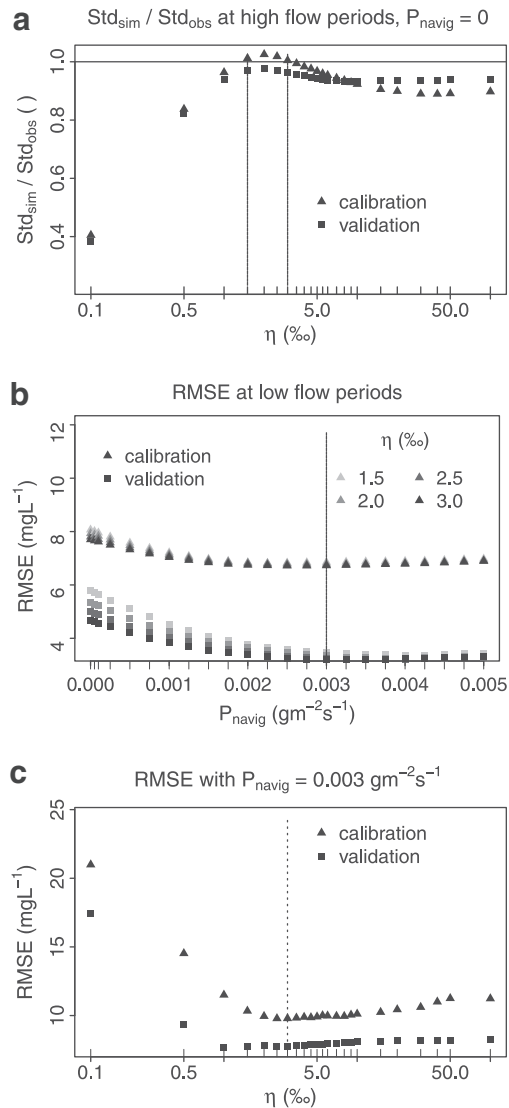 a
Std_sim / Std_obs at high flow periods, P_navig = 0
Std_sim / Std_obs ( )
1.0
0.8
0.6
0.4
calibration
validation
0.1 0.5 5.0 50.0
η (‰)
b
RMSE at low flow periods
RMSE (mgL⁻¹)
12
10
8
6
4
calibration
validation
η (‰)
1.5 2.5
2.0 3.0
0.000 0.001 0.002 0.003 0.004 0.005
P_navig (gm⁻²s⁻¹)
c
RMSE with P_navig = 0.003 gm⁻²s⁻¹
RMSE (mgL⁻¹)
25
20
15
10
calibration
validation
0.1 0.5 5.0 50.0
η (‰)